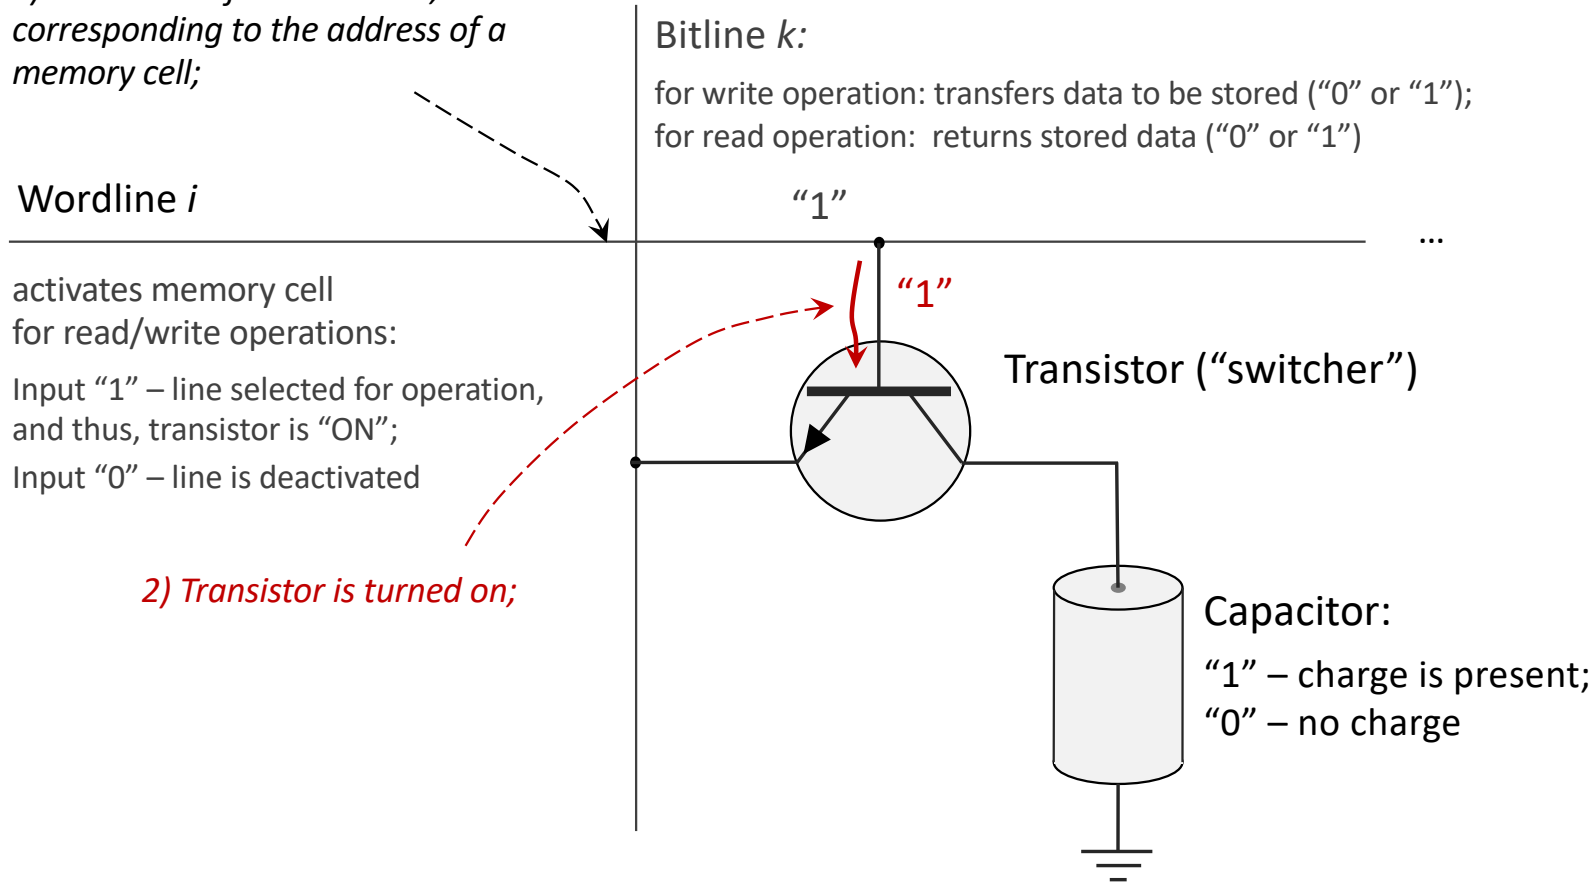 corresponding to the address of a
memory cell;
Bitline k:
for write operation: transfers data to be stored (“0” or “1”);
for read operation:  returns stored data (“0” or “1”)
Wordline i
“1”
...
activates memory cell
for read/write operations:
Input “1” – line selected for operation,
and thus, transistor is “ON”;
Input “0” – line is deactivated
“1”
Transistor (“switcher”)
2) Transistor is turned on;
Capacitor:
“1” – charge is present;
“0” – no charge